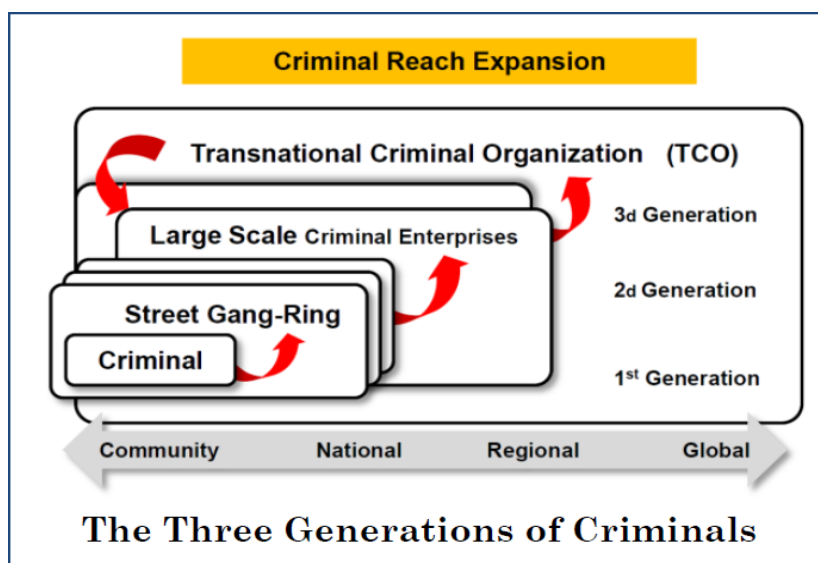 Criminal Reach Expansion
Transnational Criminal Organization (TCO)
3d Generation
Large Scale Criminal Enterprises
2d Generation
Street Gang-Ring
Criminal
1st Generation
Community National Regional Global
The Three Generations of Criminals